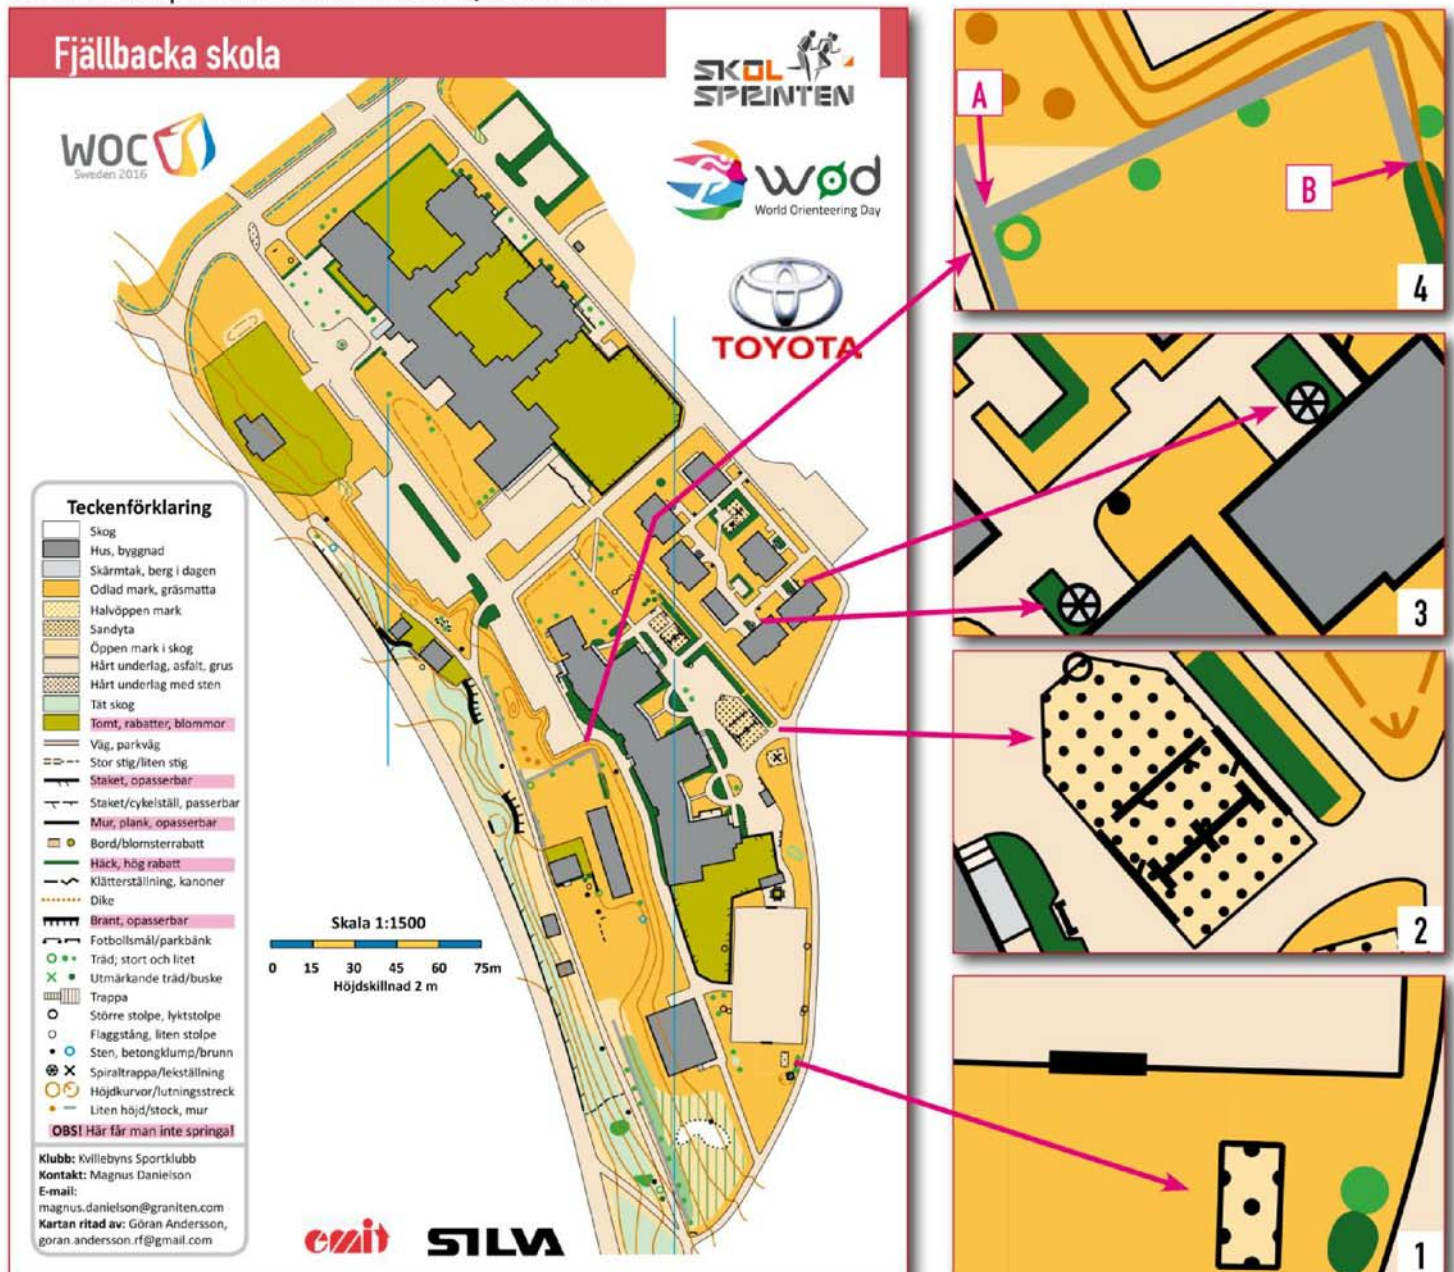 Fjällbacka skola
SKOL
SPRINTEN
WOC
Sweden 2016
wod
World Orienteering Day
TOYOTA
Teckenförklaring
Skog
Hus, byggnad
Skärmtak, berg i dagen
Odlad mark, gräsmatta
Halvöppen mark
Sandyta
Öppen mark i skog
Hårt underlag, asfalt, grus
Hårt underlag med sten
Tät skog
Tomt, rabatter, blommor
Väg, parkväg
Stor stig/liten stig
Staket, opasserbar
Staket/cykelställ, passerbar
Mur, plank, opasserbar
Bord/blomsterrabatt
Häck, hög rabatt
Klätterställning, kanoner
Dike
Brant, opasserbar
Fotbollsmål/parkbänk
Träd; stort och litet
Utmärkande träd/buske
Trappa
Större stolpe, lyktstolpe
Flaggstång, liten stolpe
Sten, betongklump/brunn
Spiraltrappa/lekställning
Höjdkurvor/lutningsstreck
Liten höjd/stock, mur
OBS! Här får man inte springa!
Klubb: Kvillebyns Sportklubb
Kontakt: Magnus Danielson
E-mail:
magnus.danielson@graniten.com
Kartan ritad av: Göran Andersson,
goran.andersson.rf@gmail.com
Skala 1:1500
0 15 30 45 60 75m
Höjdskillnad 2 m
emit
SILVA
A
B
4
3
2
1